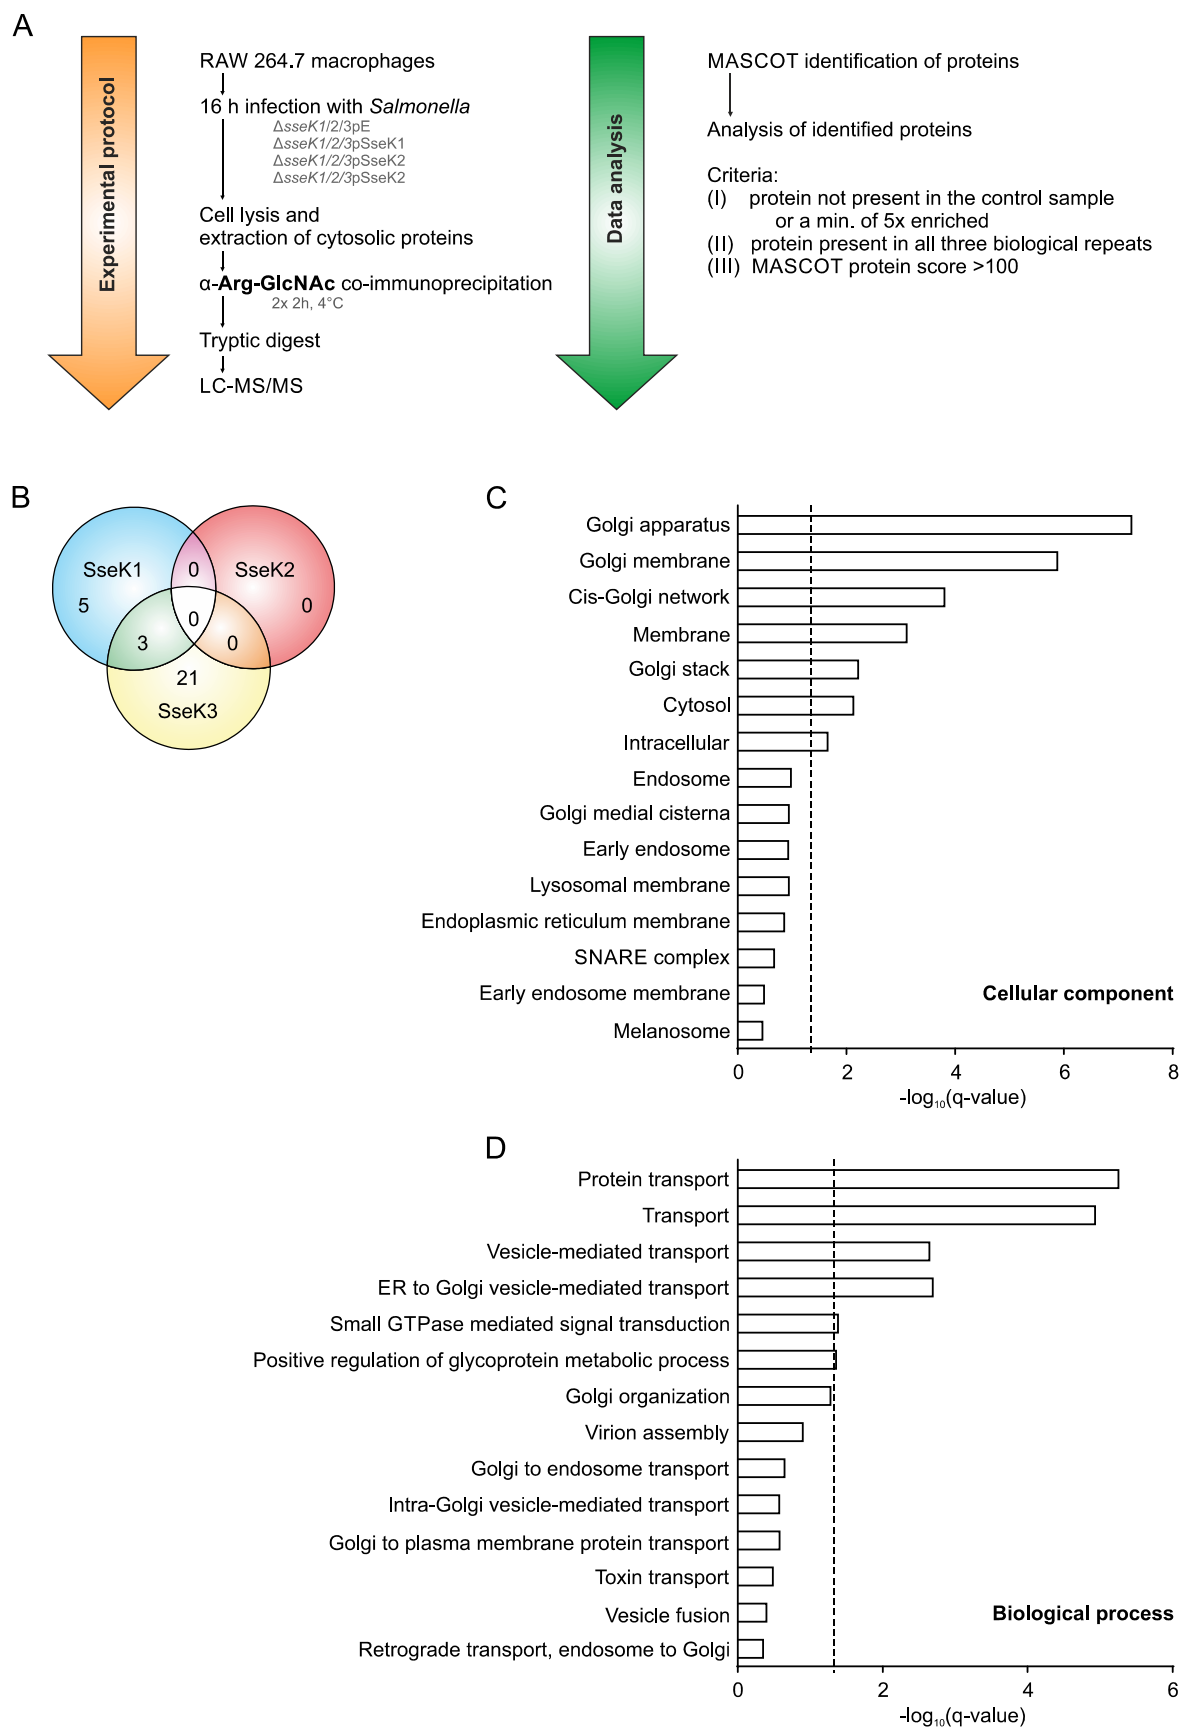 A
Experimental protocol
RAW 264.7 macrophages
16 h infection with Salmonella
ΔsseK1/2/3pE
ΔsseK1/2/3pSseK1
ΔsseK1/2/3pSseK2
ΔsseK1/2/3pSseK2
Cell lysis and
extraction of cytosolic proteins
α-Arg-GlcNAc co-immunoprecipitation
2x 2h, 4°C
Tryptic digest
LC-MS/MS
Data analysis
MASCOT identification of proteins
Analysis of identified proteins
Criteria:
(I) protein not present in the control sample
or a min. of 5x enriched
(II) protein present in all three biological repeats
(III) MASCOT protein score >100
B
SseK1
5
0
SseK2
0
0
3
0
21
SseK3
C
Golgi apparatus
Golgi membrane
Cis-Golgi network
Membrane
Golgi stack
Cytosol
Intracellular
Endosome
Golgi medial cisterna
Early endosome
Lysosomal membrane
Endoplasmic reticulum membrane
SNARE complex
Early endosome membrane
Melanosome
Cellular component
0 2 4 6 8
-log₁₀(q-value)
D
Protein transport
Transport
Vesicle-mediated transport
ER to Golgi vesicle-mediated transport
Small GTPase mediated signal transduction
Positive regulation of glycoprotein metabolic process
Golgi organization
Virion assembly
Golgi to endosome transport
Intra-Golgi vesicle-mediated transport
Golgi to plasma membrane protein transport
Toxin transport
Vesicle fusion
Retrograde transport, endosome to Golgi
Biological process
0 2 4 6
-log₁₀(q-value)